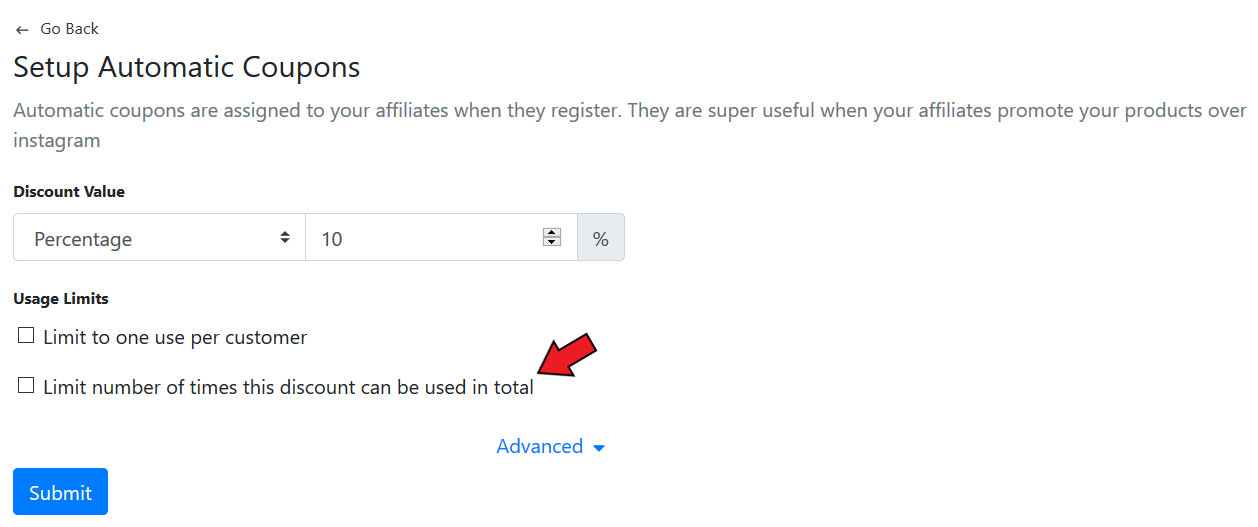 ← Go Back
Setup Automatic Coupons
Automatic coupons are assigned to your affiliates when they register. They are super useful when your affiliates promote your products over
instagram
Discount Value
Percentage 10 %
Usage Limits
Limit to one use per customer
Limit number of times this discount can be used in total
Advanced
Submit